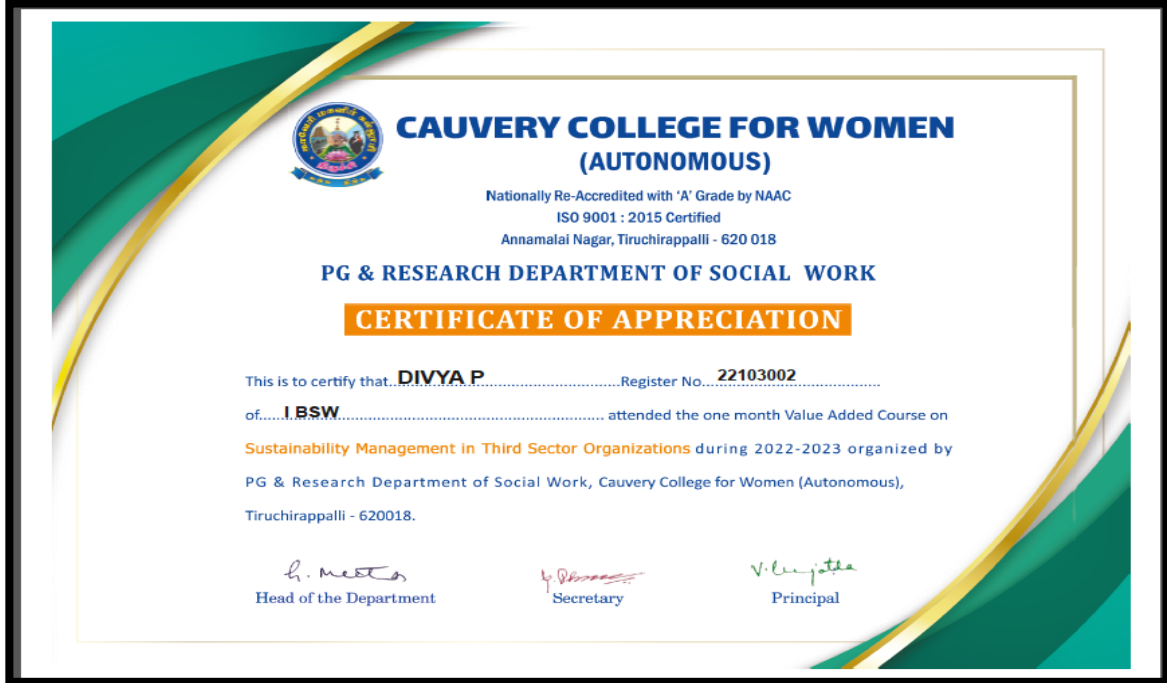 காவேரி மகளிர் கல்லூரி
திருச்சி
CAUVERY COLLEGE FOR WOMEN
(AUTONOMOUS)
Nationally Re-Accredited with ‘A’ Grade by NAAC
ISO 9001 : 2015 Certified
Annamalai Nagar, Tiruchirappalli - 620 018
PG & RESEARCH DEPARTMENT OF SOCIAL WORK
CERTIFICATE OF APPRECIATION
This is to certify that DIVYA P Register No. 22103002
of I BSW attended the one month Value Added Course on
Sustainability Management in Third Sector Organizations during 2022-2023 organized by
PG & Research Department of Social Work, Cauvery College for Women (Autonomous),
Tiruchirappalli - 620018.
Head of the Department Secretary Principal